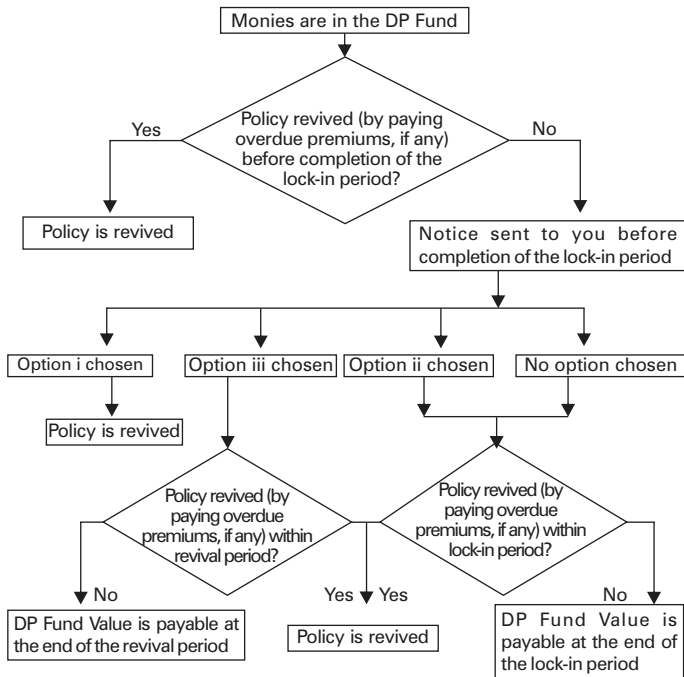 Monies are in the DP Fund
Policy revived (by paying
overdue premiums, if any)
before completion of the
lock-in period?
Yes
No
Policy is revived
Notice sent to you before
completion of the lock-in period
Option i chosen
Option iii chosen
Option ii chosen
No option chosen
Policy is revived
Policy revived (by
paying overdue
premiums, if any) within
revival period?
Policy revived (by
paying overdue
premiums, if any) within
lock-in period?
No
Yes
Yes
No
DP Fund Value is payable at
the end of the revival period
Policy is revived
DP Fund Value is
payable at the end of
the lock-in period